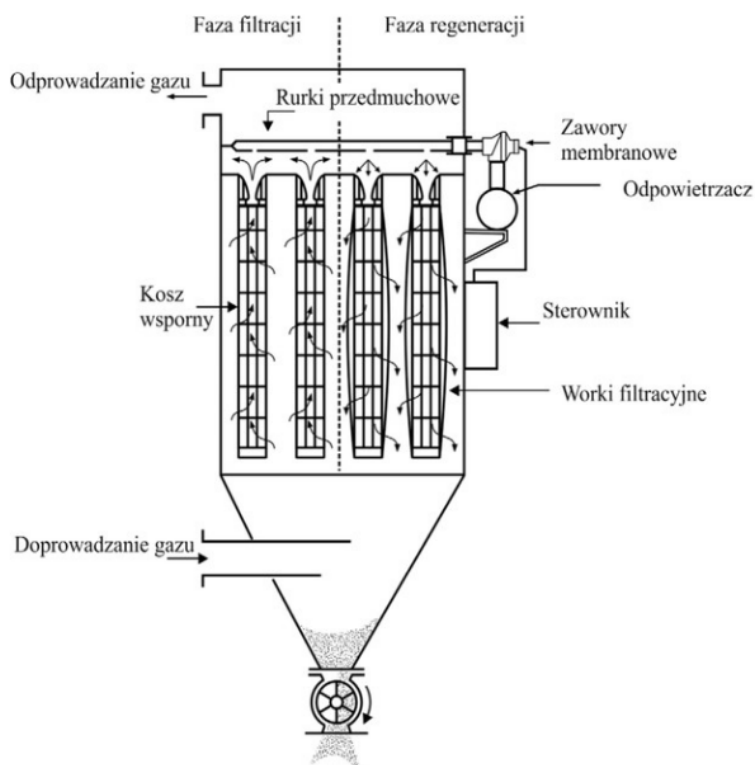 Faza filtracji
Faza regeneracji
Odprowadzanie gazu
Rurki przedmuchowe
Zawory
membranowe
Odpowietrzacz
Kosz
wsporny
Sterownik
Worki filtracyjne
Doprowadzanie gazu